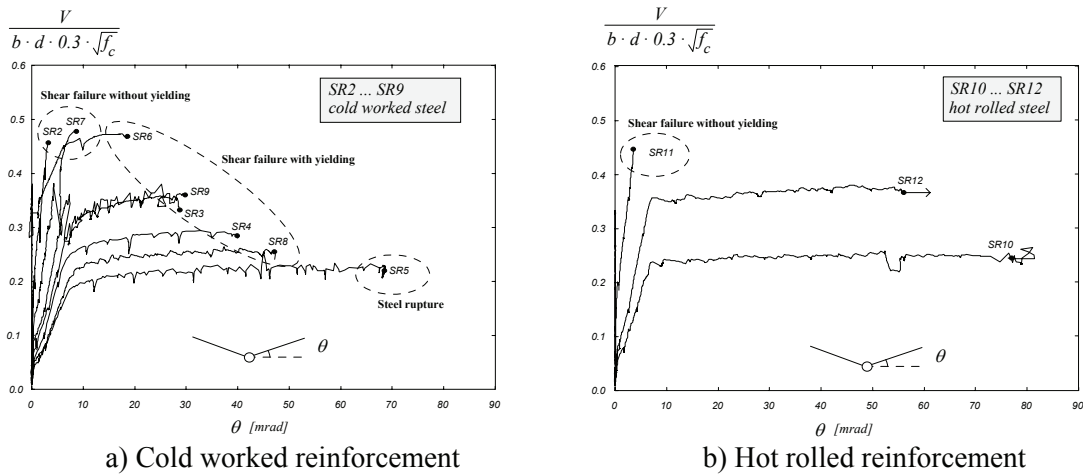 V
b · d · 0.3 · √f_c
0.6
0.5
0.4
0.3
0.2
0.1
0.0
0 10 20 30 40 50 60 70 80 90
θ [mrad]
SR2 ... SR9
cold worked steel
Shear failure without yielding
SR2
SR7
SR6
Shear failure with yielding
SR9
SR3
SR4
SR8
SR5
Steel rupture
θ
a) Cold worked reinforcement
V
b · d · 0.3 · √f_c
0.6
0.5
0.4
0.3
0.2
0.1
0.0
0 10 20 30 40 50 60 70 80 90
θ [mrad]
SR10 ... SR12
hot rolled steel
Shear failure without yielding
SR11
SR12
SR10
θ
b) Hot rolled reinforcement